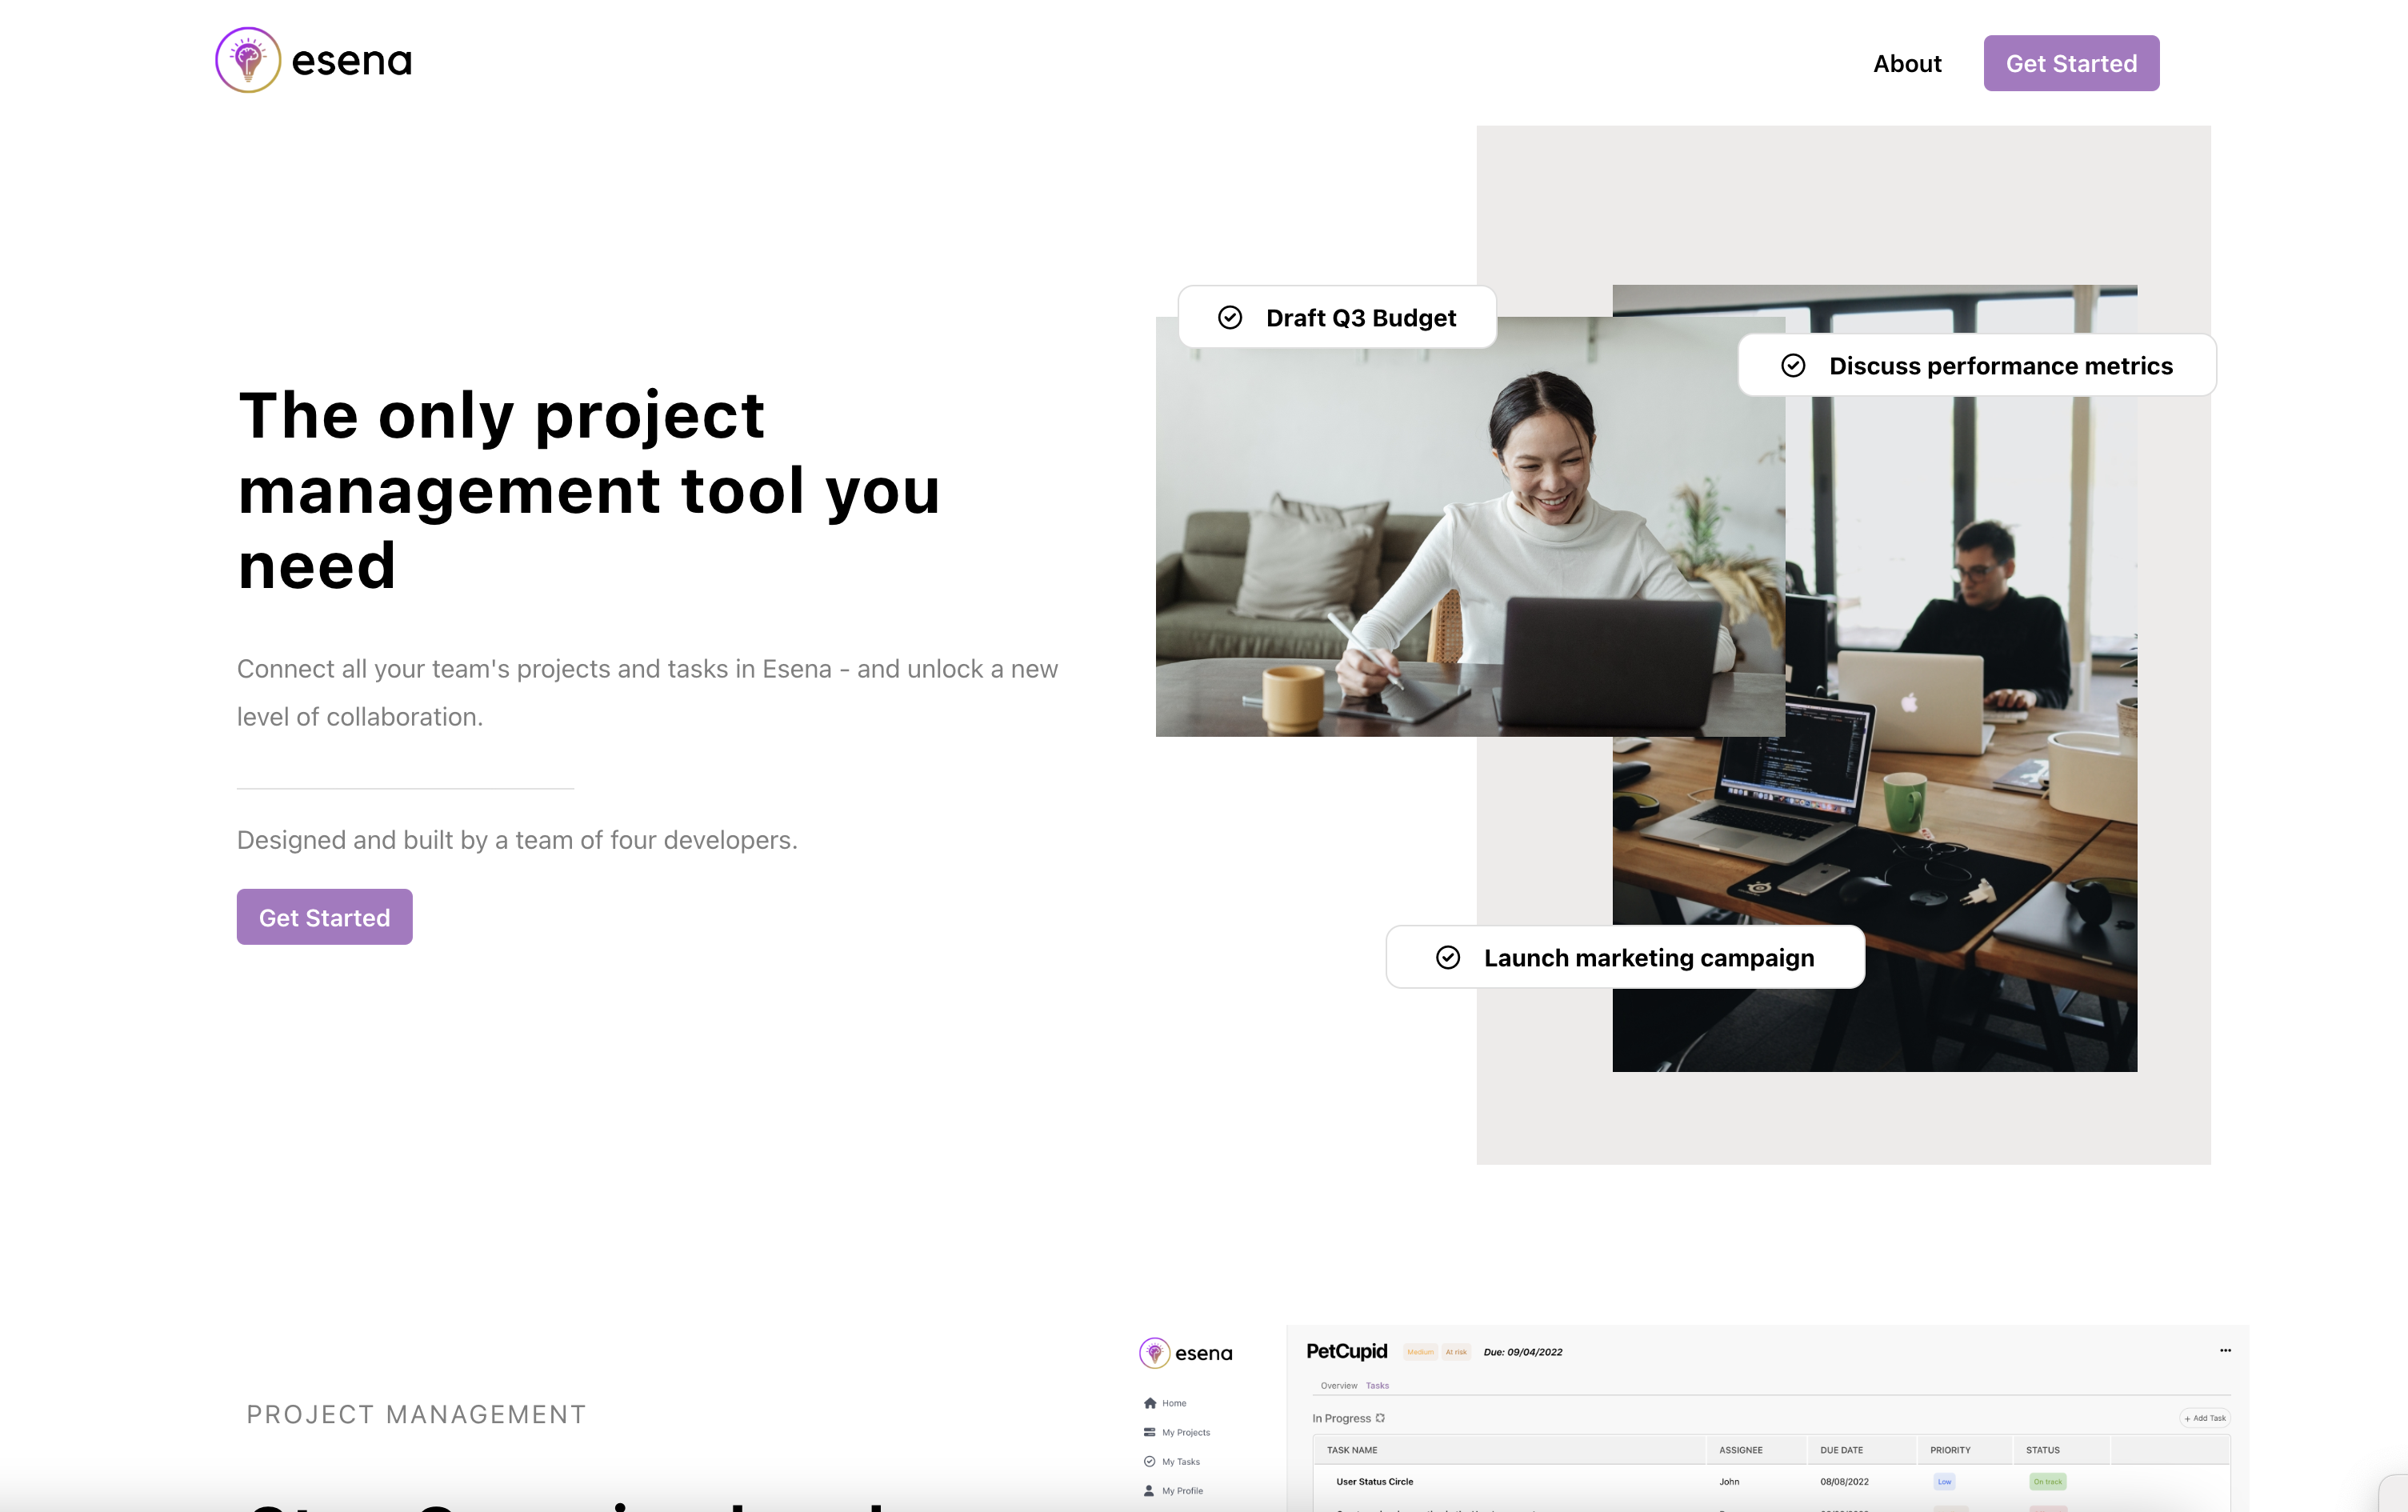 esena
About
Get Started
Draft Q3 Budget
Discuss performance metrics
The only project
management tool you
need
Connect all your team's projects and tasks in Esena - and unlock a new
level of collaboration.
Designed and built by a team of four developers.
Get Started
Launch marketing campaign
PROJECT MANAGEMENT
esena
Home
My Projects
My Tasks
My Profile
PetCupid Medium At risk Due: 09/04/2022
Overview Tasks
In Progress
+ Add Task
TASK NAME ASSIGNEE DUE DATE PRIORITY STATUS
User Status Circle John 08/08/2022 Low On track